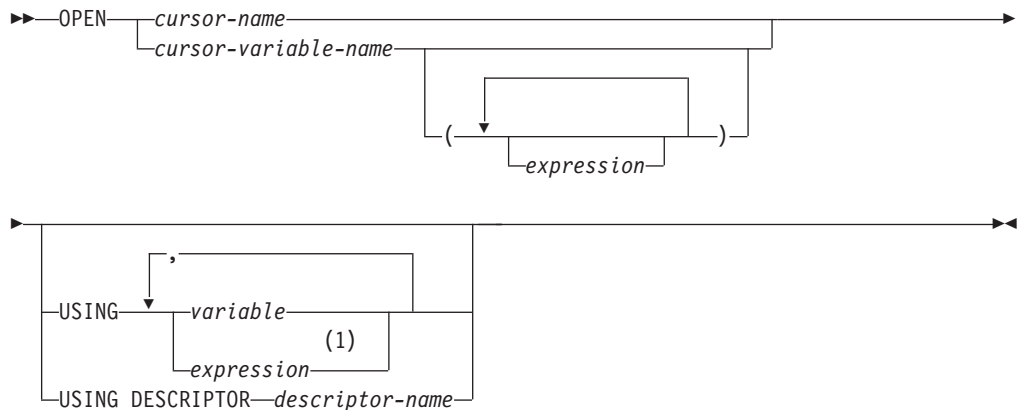 OPEN cursor-name
cursor-variable-name
( )
expression
,
USING variable
(1)
expression
USING DESCRIPTOR descriptor-name